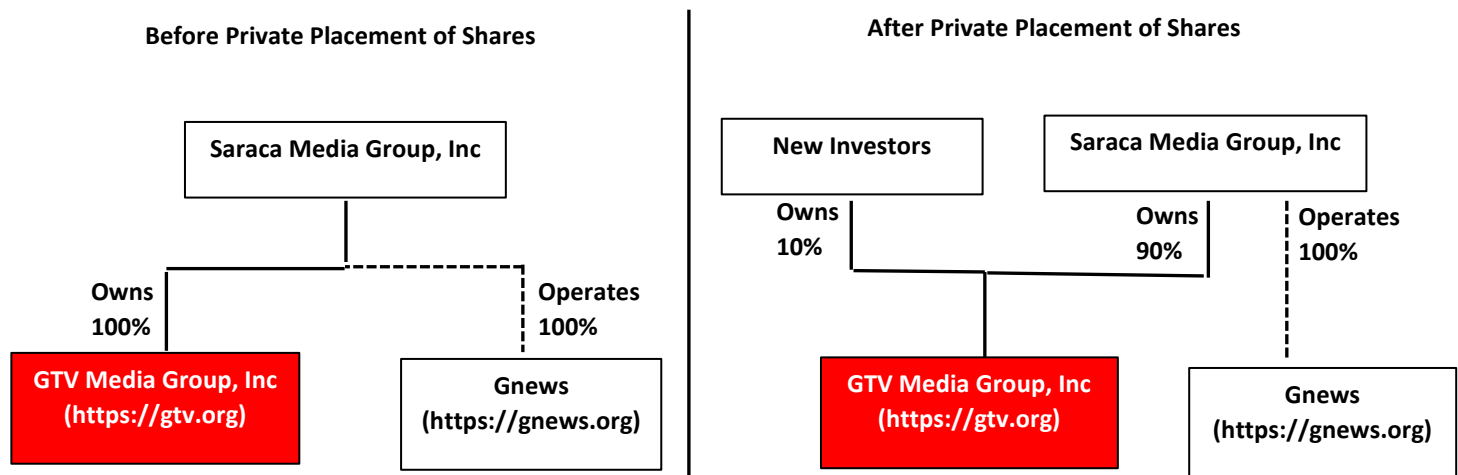 Before Private Placement of Shares
Saraca Media Group, Inc
Owns
100%
Operates
100%
GTV Media Group, Inc
(https://gtv.org)
Gnews
(https://gnews.org)
After Private Placement of Shares
New Investors
Saraca Media Group, Inc
Owns
10%
Owns
90%
Operates
100%
GTV Media Group, Inc
(https://gtv.org)
Gnews
(https://gnews.org)